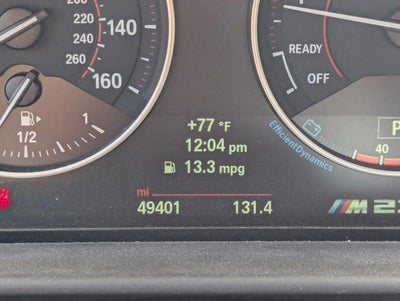 200
220
240
260
140
160
1/2
1
+77 °F
12:04 pm
13.3 mpg
mi
49401 131.4
READY
OFF
EfficientDynamics
P
40
M 2